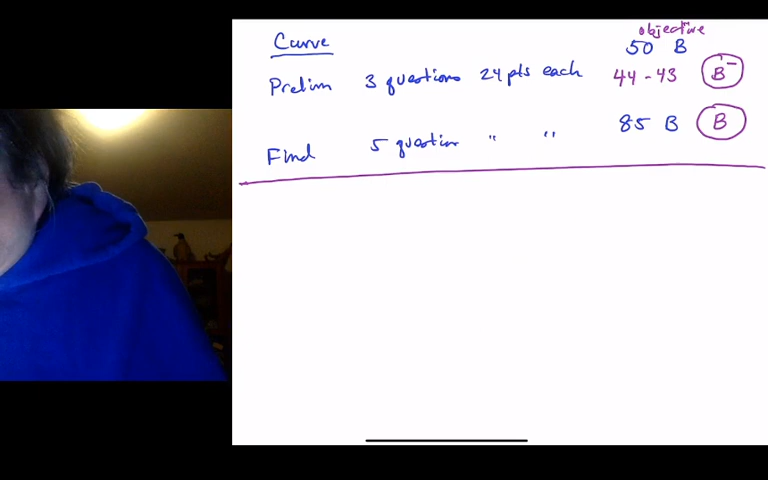 Curve
objective
50 B
Prelim 3 questions 24 pts each 44 - 43 B-
85 B B
Final 5 question " "